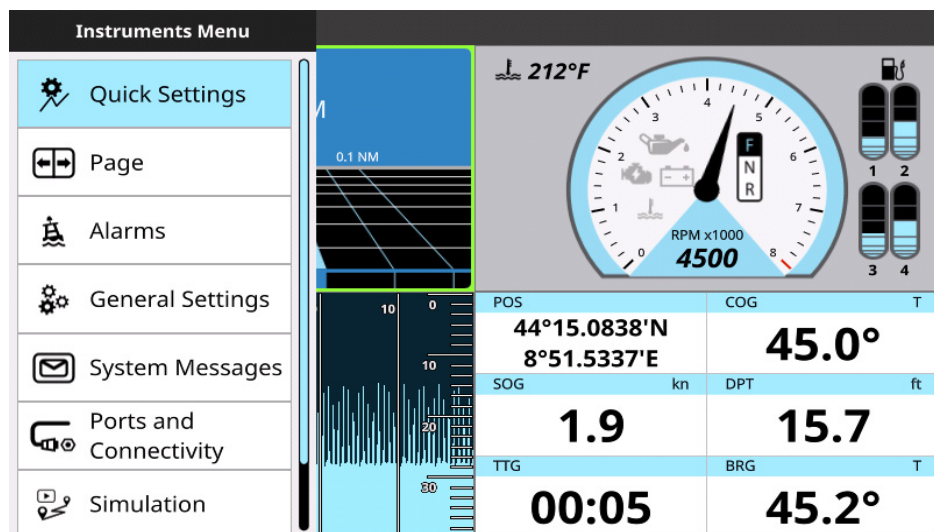 Instruments Menu
Quick Settings
Page
Alarms
General Settings
System Messages
Ports and
Connectivity
Simulation
0.1 NM
10
0
10
20
30
212°F
0
1
2
3
4
5
6
7
8
F
N
R
RPM x1000
4500
1 2
3 4
POS
44°15.0838'N
8°51.5337'E
COG T
45.0°
SOG kn
1.9
DPT ft
15.7
TTG
00:05
BRG T
45.2°